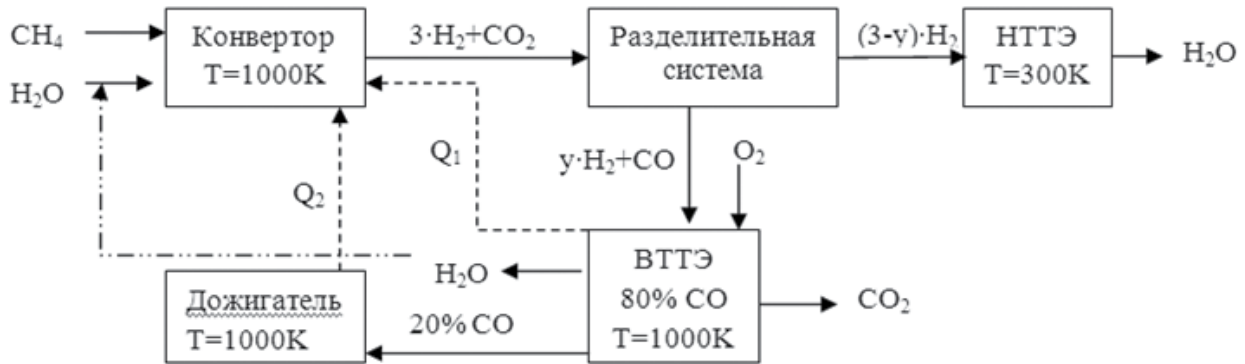 CH₄
H₂O
Конвертор
T=1000K
3·H₂+CO₂
Разделительная
система
(3-y)·H₂
НТТЭ
T=300K
H₂O
Q₁
y·H₂+CO
O₂
Q₂
H₂O
ВТТЭ
80% CO
T=1000K
CO₂
Дожигатель
T=1000K
20% CO